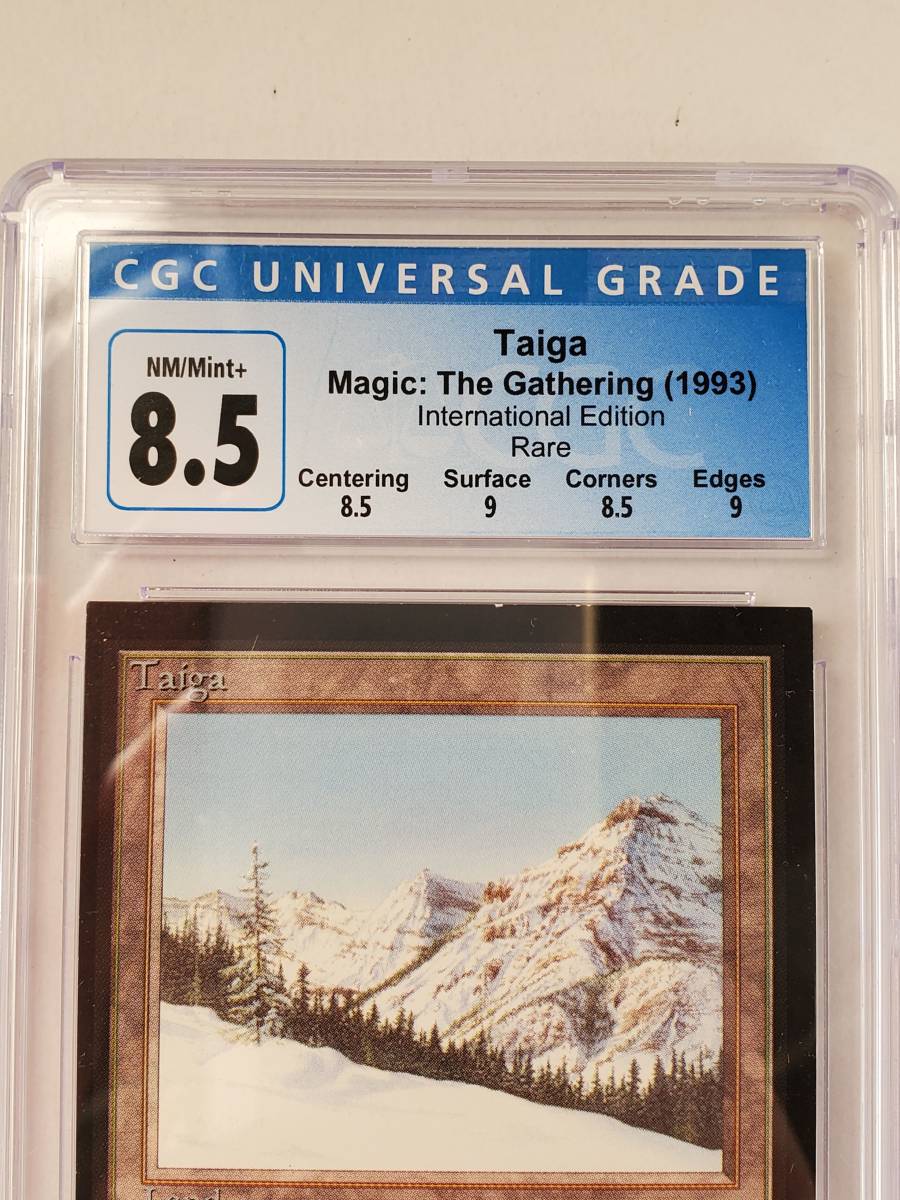 CGC UNIVERSAL GRADE
NM/Mint+
8.5
Taiga
Magic: The Gathering (1993)
International Edition
Rare
Centering Surface Corners Edges
8.5 9 8.5 9
Taiga
Land